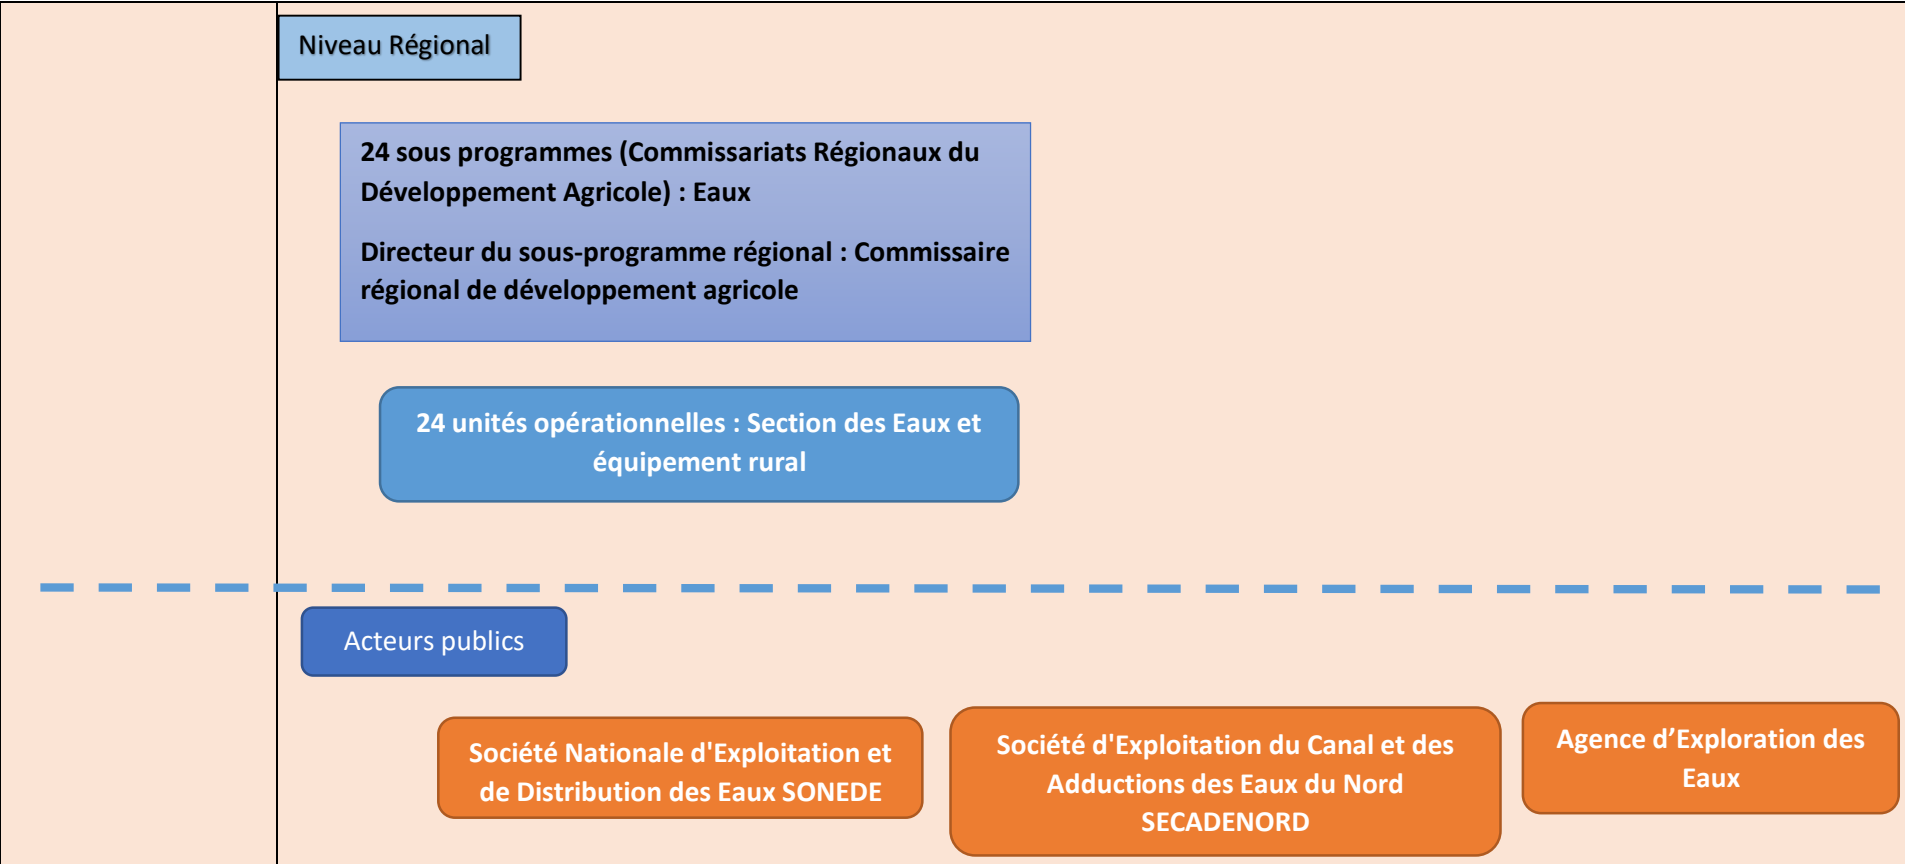 Niveau Régional
24 sous programmes (Commissariats Régionaux du
Développement Agricole) : Eaux
Directeur du sous-programme régional : Commissaire
régional de développement agricole
24 unités opérationnelles : Section des Eaux et
équipement rural
Acteurs publics
Société Nationale d'Exploitation et
de Distribution des Eaux SONEDE
Société d'Exploitation du Canal et des
Adductions des Eaux du Nord
SECADENORD
Agence d’Exploration des
Eaux